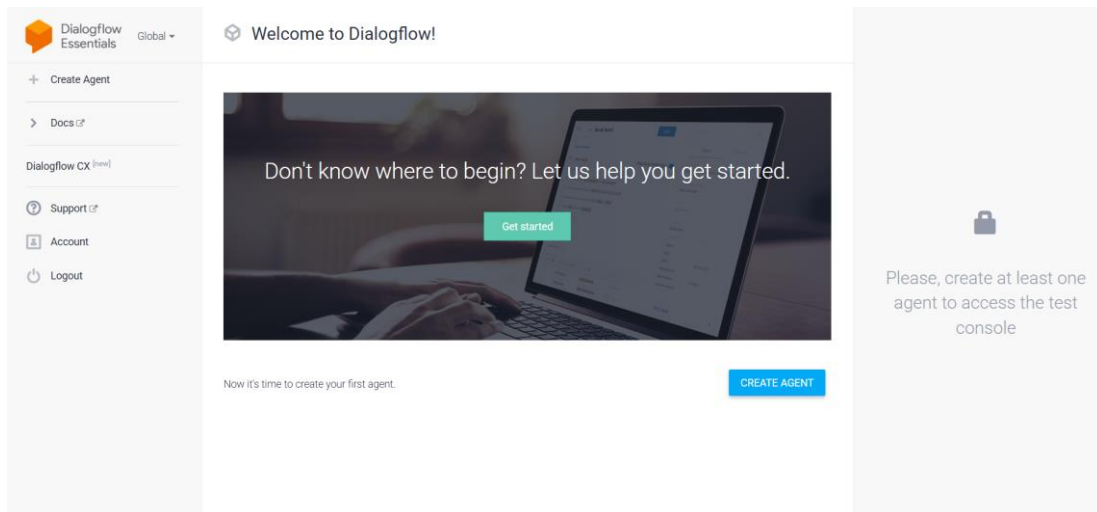 Dialogflow
Essentials
Global
Create Agent
Docs
Dialogflow CX [new]
Support
Account
Logout
Welcome to Dialogflow!
Don't know where to begin? Let us help you get started.
Get started
Now it's time to create your first agent.
CREATE AGENT
Please, create at least one
agent to access the test
console